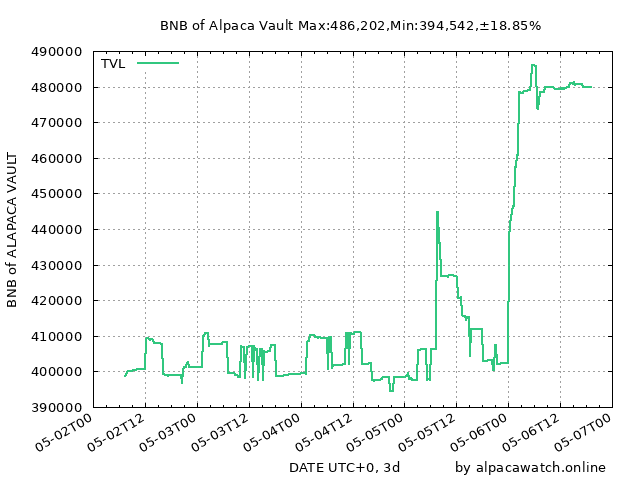 BNB of Alpaca Vault Max:486,202,Min:394,542,±18.85%
TVL
490000
480000
470000
460000
450000
440000
430000
420000
410000
400000
390000
BNB of ALAPACA VAULT
05-02T00
05-02T12
05-03T00
05-03T12
05-04T00
05-04T12
05-05T00
05-05T12
05-06T00
05-06T12
05-07T00
DATE UTC+0, 3d
by alpacawatch.online